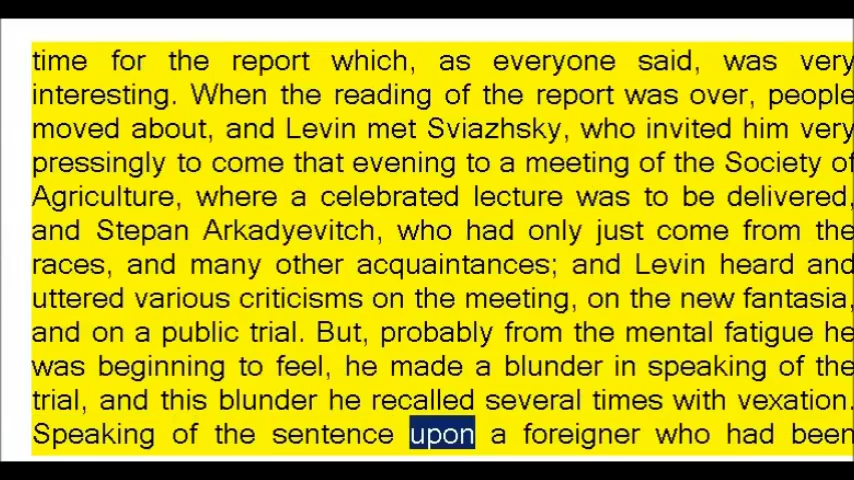 time for the report which, as everyone said, was very
interesting. When the reading of the report was over, people
moved about, and Levin met Sviazhsky, who invited him very
pressingly to come that evening to a meeting of the Society of
Agriculture, where a celebrated lecture was to be delivered,
and Stepan Arkadyevitch, who had only just come from the
races, and many other acquaintances; and Levin heard and
uttered various criticisms on the meeting, on the new fantasia,
and on a public trial. But, probably from the mental fatigue he
was beginning to feel, he made a blunder in speaking of the
trial, and this blunder he recalled several times with vexation.
Speaking of the sentence upon a foreigner who had been